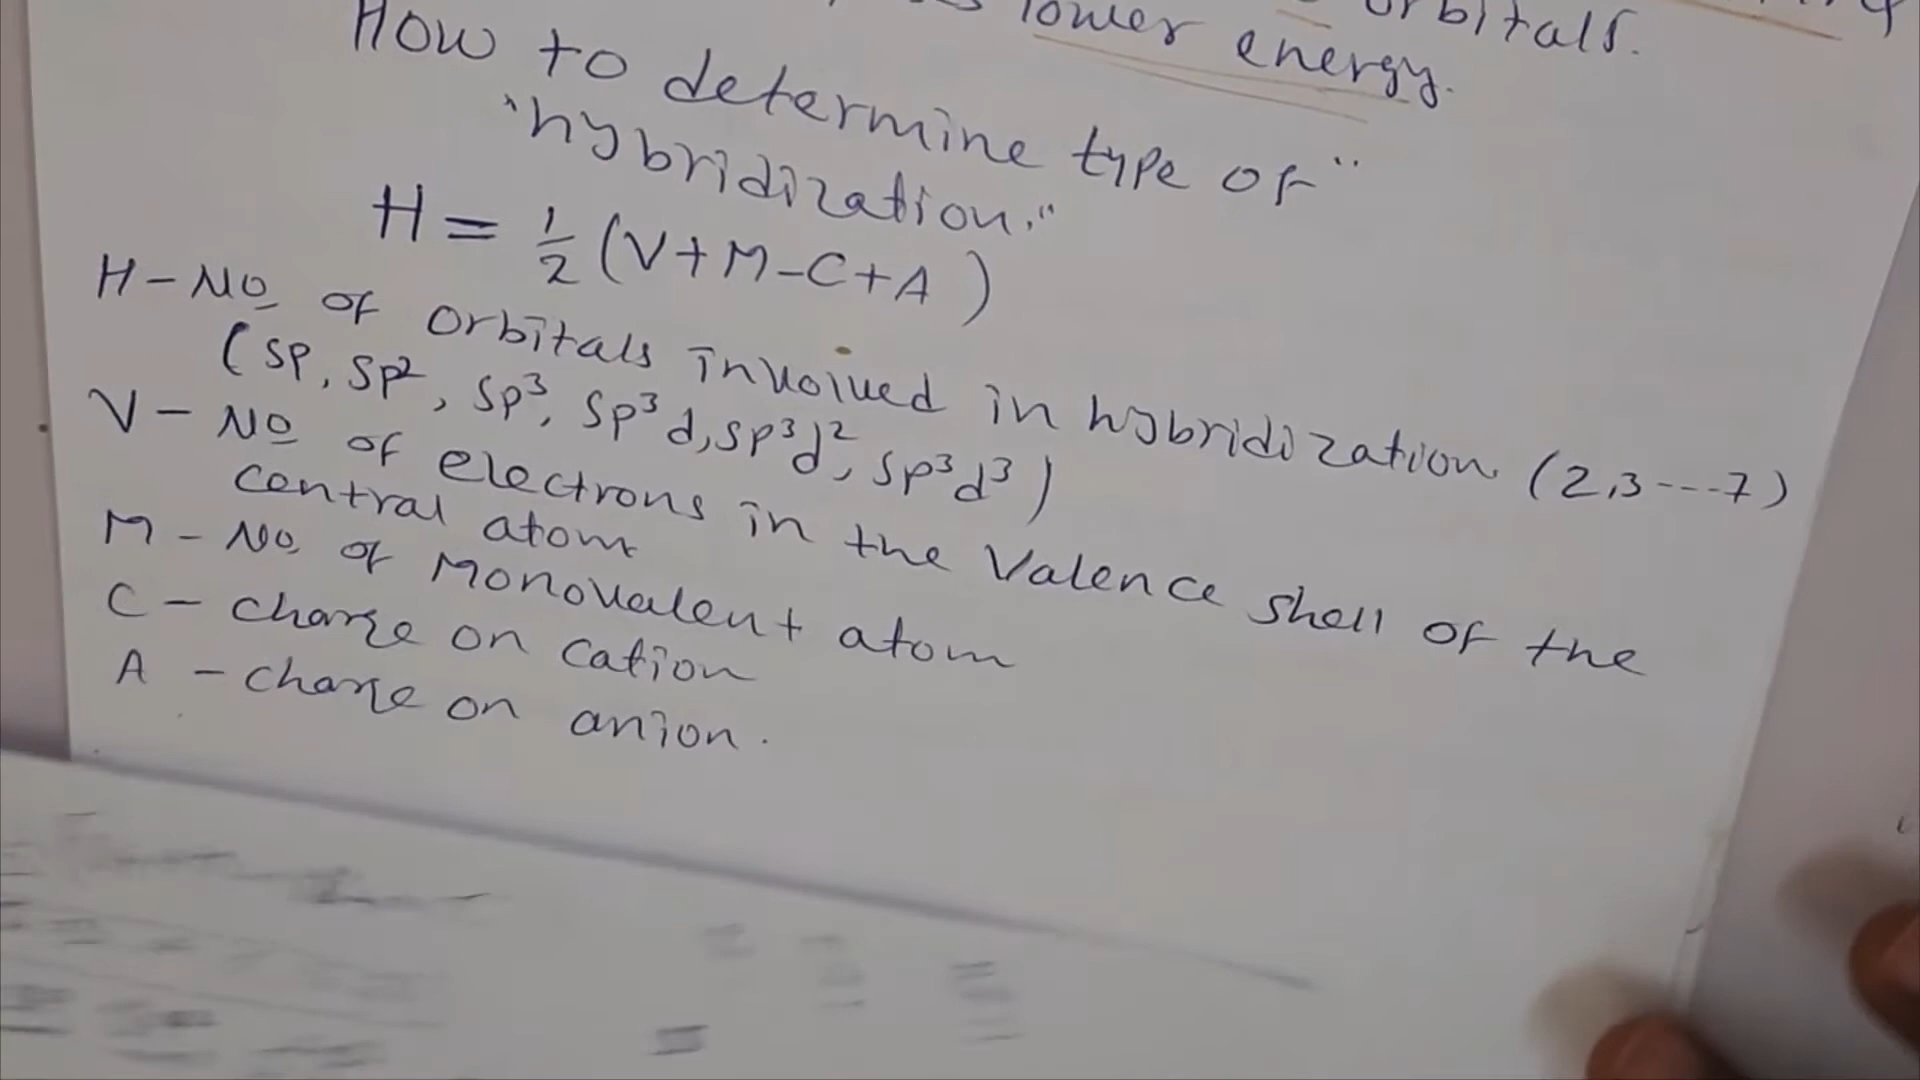 lower orbitals.
energy.
How to determine type of "
"hybridization."
H = 1/2 (V+M-C+A)
H - No of orbitals involved in hybridization (2,3---7)
(sp, sp², sp³, sp³d, sp³d², sp³d³)
V - No of electrons in the Valence shell of the
central atom
M - No of Monovalent atom
C - charge on cation
A - charge on anion.